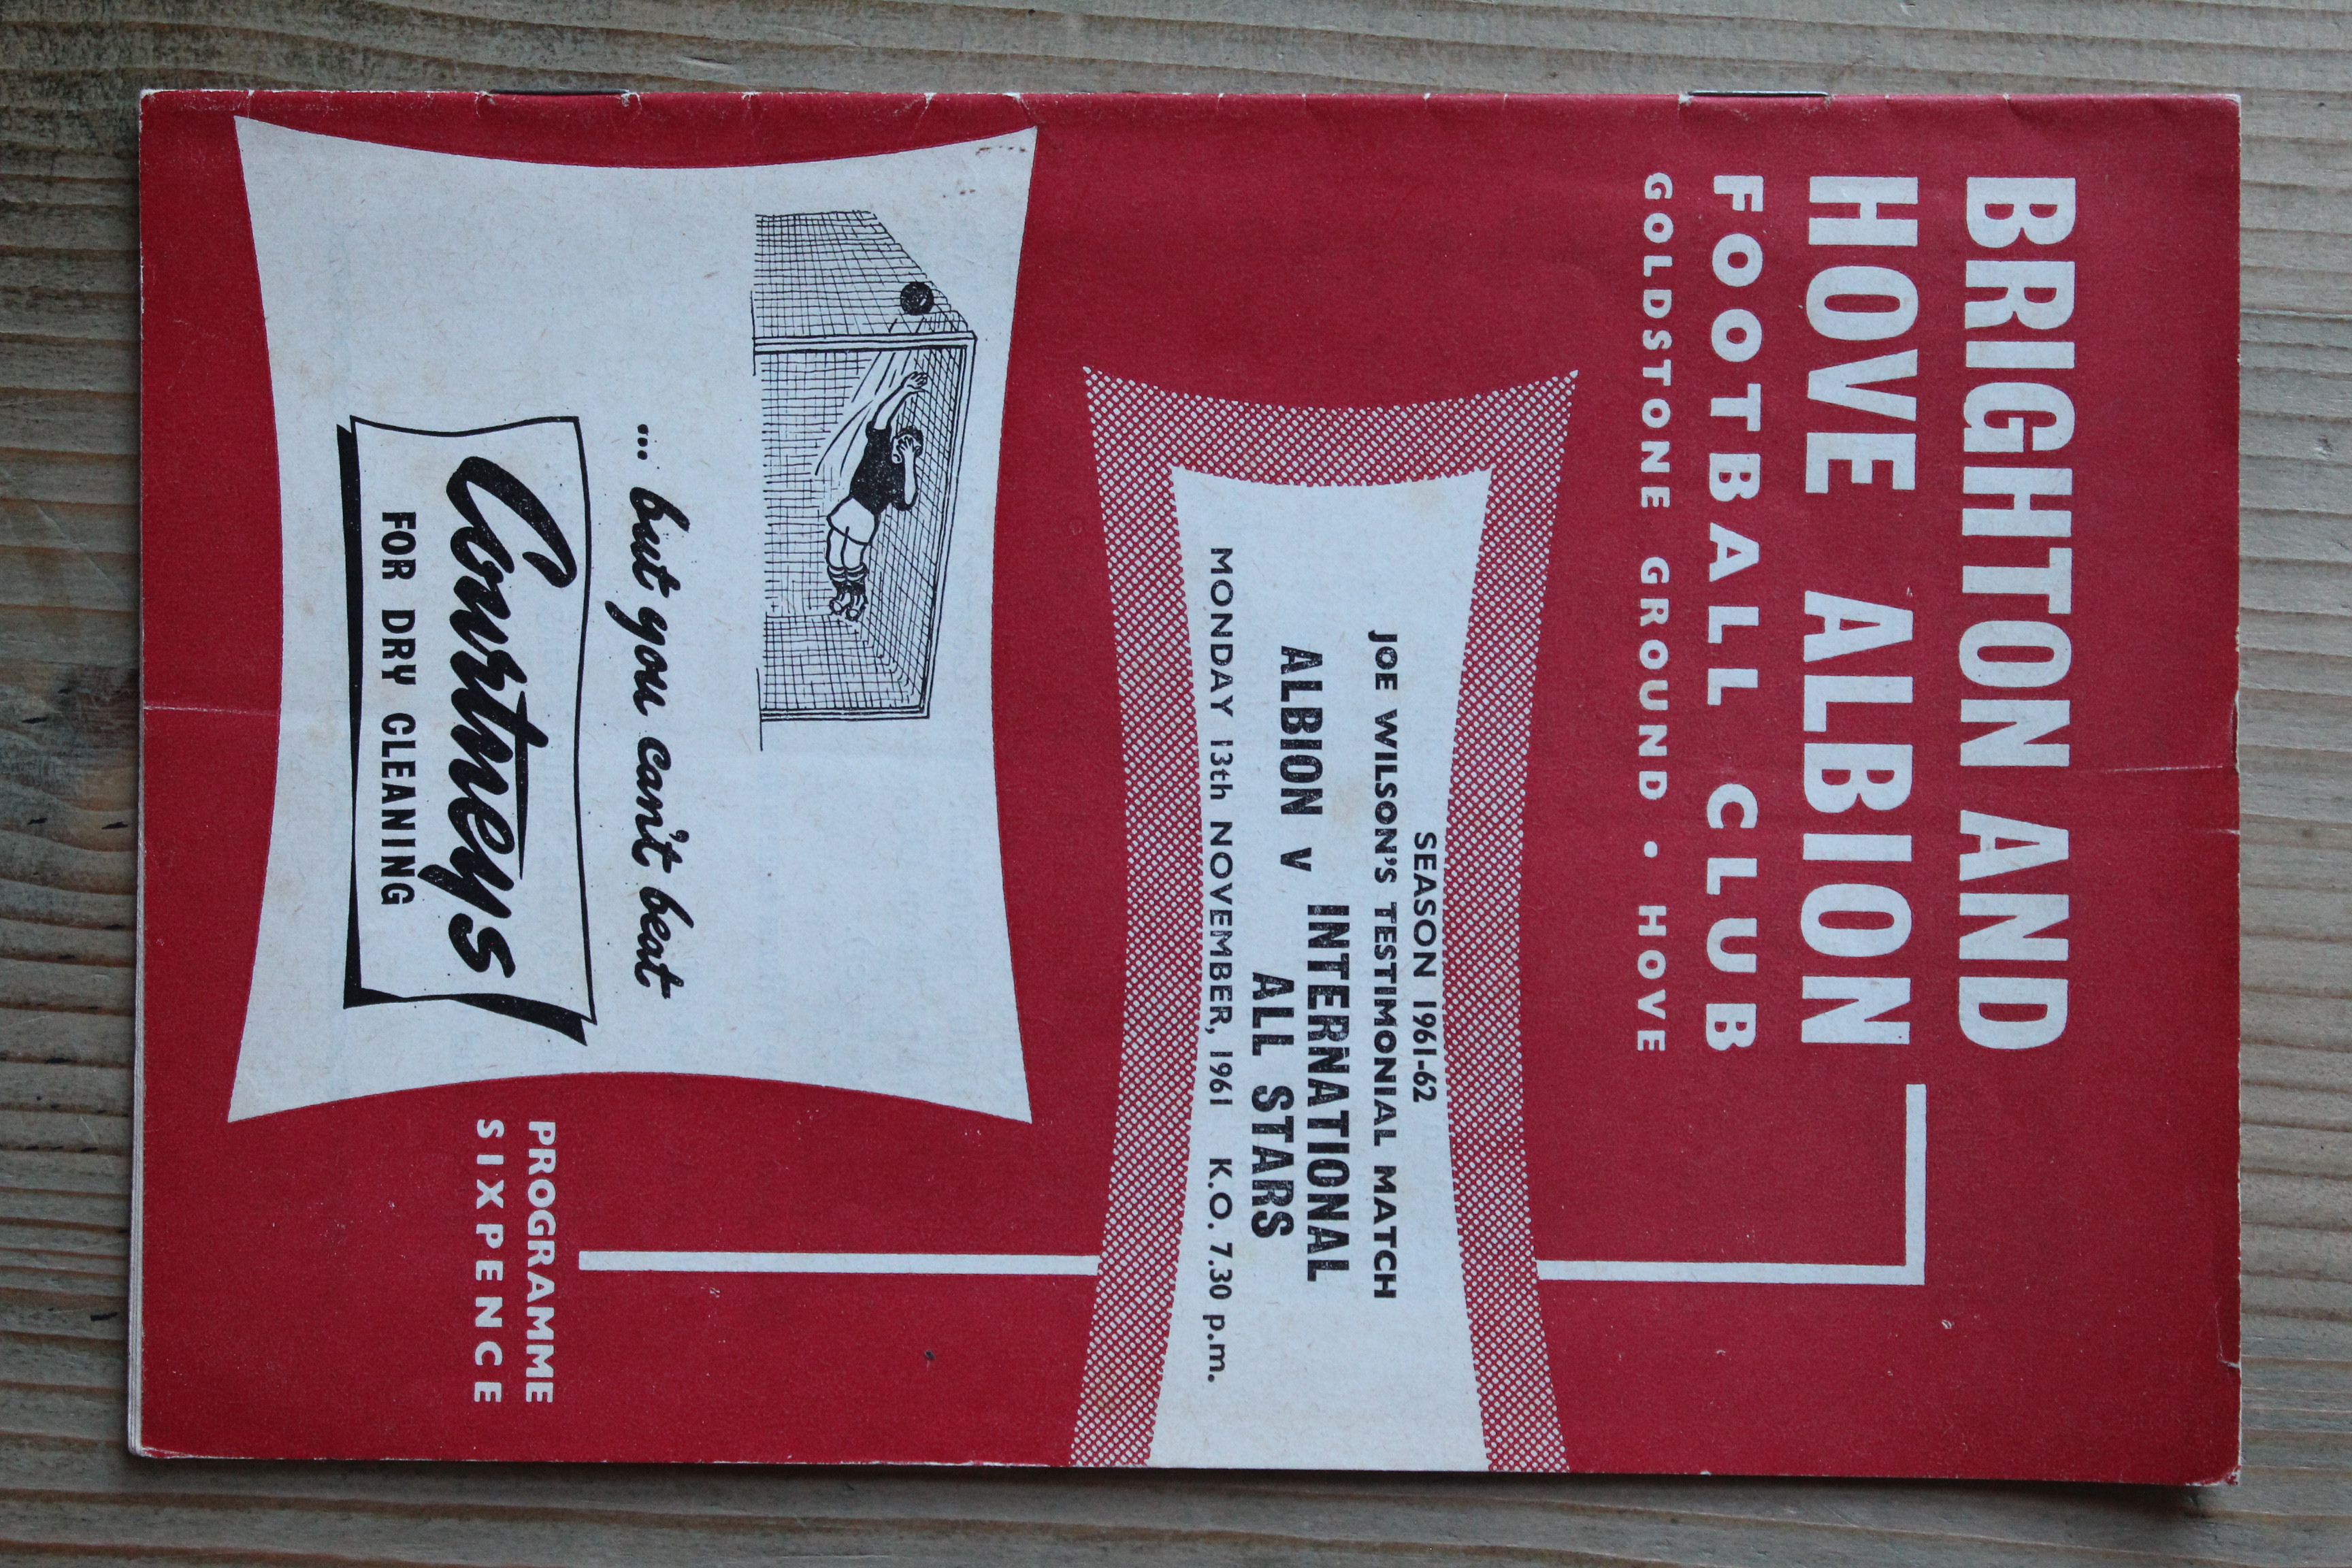 BRIGHTON AND
HOVE ALBION
FOOTBALL CLUB
GOLDSTONE GROUND • HOVE
SEASON 1961-62
JOE WILSON'S TESTIMONIAL MATCH
ALBION v INTERNATIONAL
ALL STARS
MONDAY 13th NOVEMBER, 1961 K.O. 7.30 p.m.
... but you can't beat
Courtneys
FOR DRY CLEANING
PROGRAMME
SIXPENCE